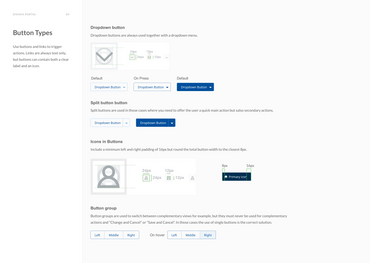 Button Types
Use buttons and links to trigger
actions. Links are always text only,
but buttons can contain both a clear
label and an icon.
Dropdown button
Dropdown buttons are always used together with a dropdown menu.
Default
On Press
Default
Dropdown Button
Dropdown Button
Dropdown Button
Split button button
Split buttons are used in those cases where you need to offer the user a quick main action but also secondary actions.
Dropdown Button
Dropdown Button
Icons in Buttons
Include a minimum left and right padding of 16px but round the total button width to the closest 8px.
8px
16px
Primary
Button group
Button groups are used to switch between complementary views for example, but they must never be used for complementary
actions and "Change and Cancel" or "Save and Cancel". In those cases the use of single buttons is the correct solution.
Left
Middle
Right
On hover
Left
Middle
Right